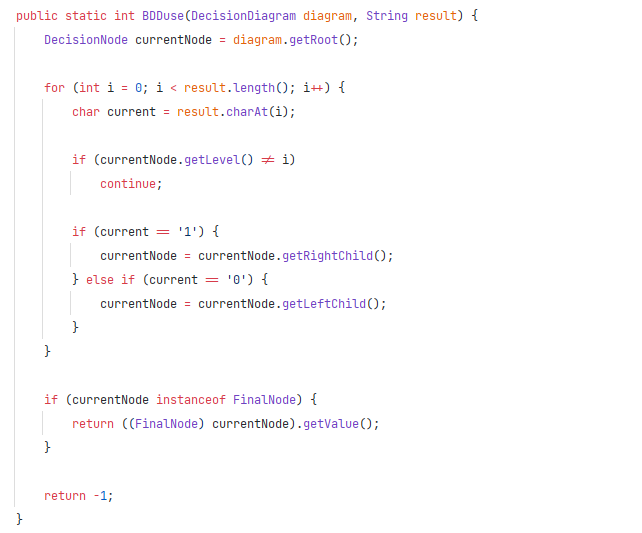 public static int BDDuse(DecisionDiagram diagram, String result) {
    DecisionNode currentNode = diagram.getRoot();

    for (int i = 0; i < result.length(); i++) {
        char current = result.charAt(i);

        if (currentNode.getLevel() != i)
            continue;

        if (current == '1') {
            currentNode = currentNode.getRightChild();
        } else if (current == '0') {
            currentNode = currentNode.getLeftChild();
        }
    }

    if (currentNode instanceof FinalNode) {
        return ((FinalNode) currentNode).getValue();
    }

    return -1;
}